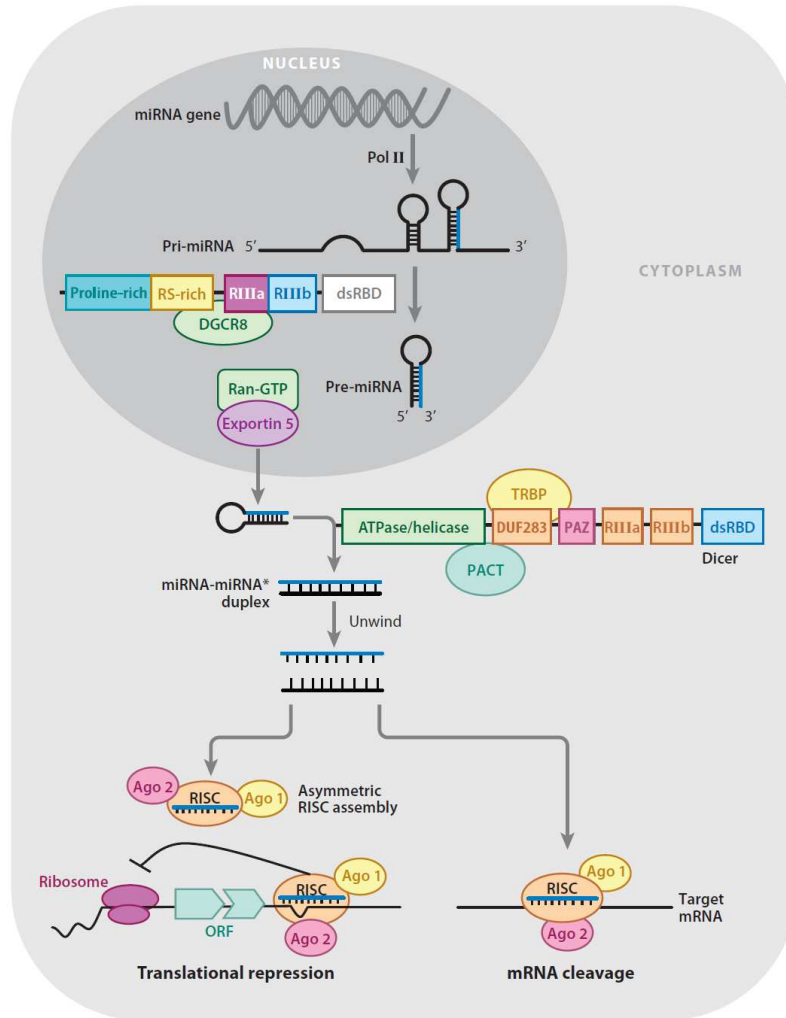 NUCLEUS
miRNA gene
Pol II
Pri-miRNA 5′ 3′
CYTOPLASM
Proline-rich RS-rich RIIIa RIIIb dsRBD
DGCR8
Ran-GTP
Exportin 5
Pre-miRNA
5′ 3′
TRBP
ATPase/helicase DUF283 PAZ RIIIa RIIIb dsRBD
Dicer
PACT
miRNA-miRNA*
duplex
Unwind
Ago 2 RISC Ago 1
Asymmetric
RISC assembly
Ribosome
ORF
RISC
Ago 1
Ago 2
Translational repression
RISC
Ago 1
Ago 2
Target
mRNA
mRNA cleavage